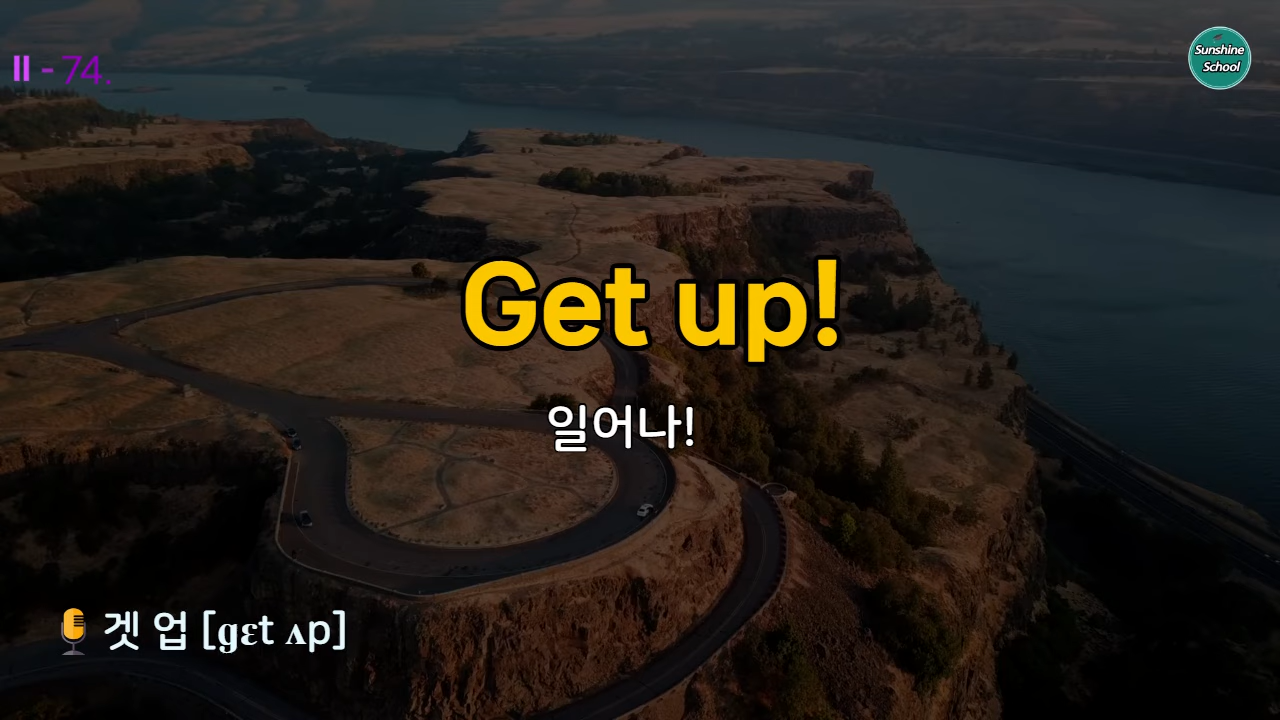 Ⅱ - 74.
Sunshine
School
Get up!
일어나!
겟 업 [gɛt ʌp]